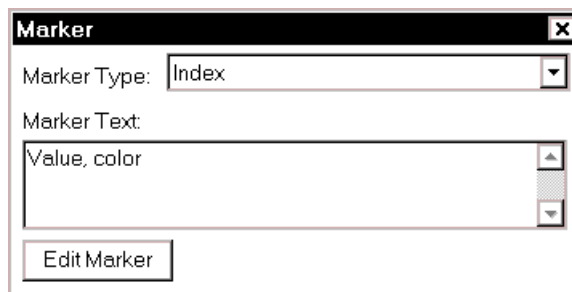 Marker
Marker Type: Index
Marker Text:
Value, color
Edit Marker